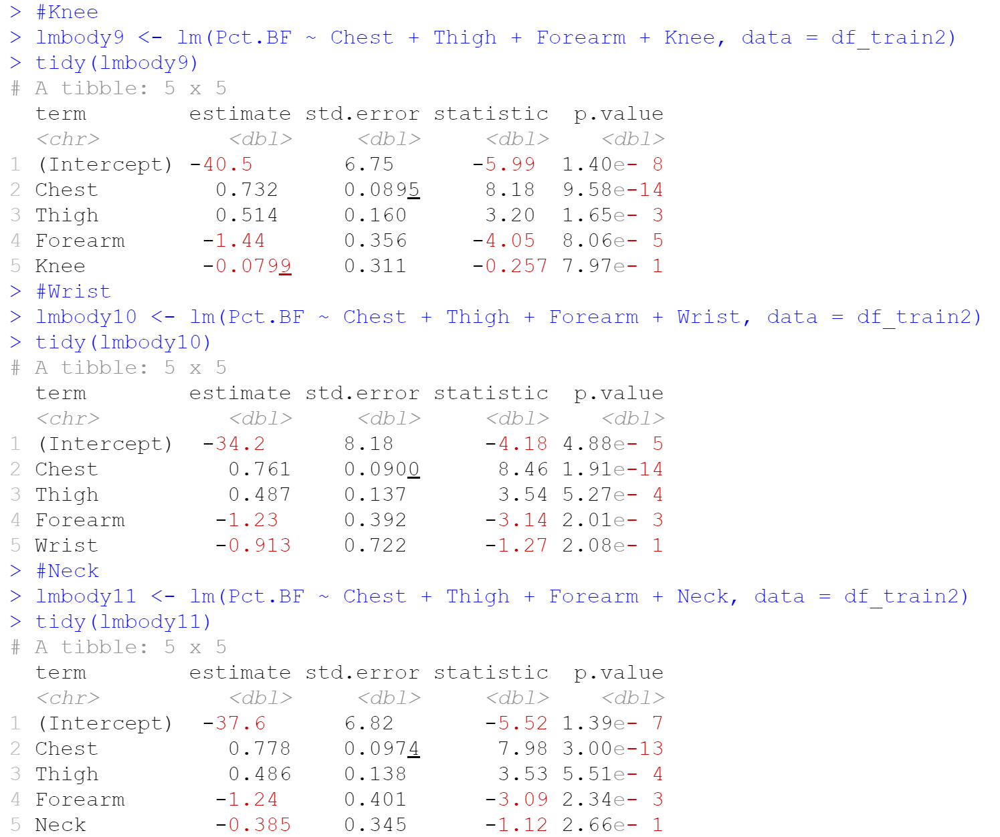 > #Knee
> lmbody9 <- lm(Pct.BF ~ Chest + Thigh + Forearm + Knee, data = df_train2)
> tidy(lmbody9)
# A tibble: 5 x 5
  term        estimate std.error statistic  p.value
  <chr>          <dbl>     <dbl>     <dbl>    <dbl>
1 (Intercept) -40.5       6.75      -5.99  1.40e- 8
2 Chest         0.732     0.0895     8.18  9.58e-14
3 Thigh         0.514     0.160      3.20  1.65e- 3
4 Forearm      -1.44      0.356     -4.05  8.06e- 5
5 Knee         -0.0799    0.311     -0.257 7.97e- 1
> #Wrist
> lmbody10 <- lm(Pct.BF ~ Chest + Thigh + Forearm + Wrist, data = df_train2)
> tidy(lmbody10)
# A tibble: 5 x 5
  term        estimate std.error statistic  p.value
  <chr>          <dbl>     <dbl>     <dbl>    <dbl>
1 (Intercept)  -34.2      8.18       -4.18 4.88e- 5
2 Chest          0.761    0.0900      8.46 1.91e-14
3 Thigh          0.487    0.137       3.54 5.27e- 4
4 Forearm       -1.23     0.392      -3.14 2.01e- 3
5 Wrist         -0.913    0.722      -1.27 2.08e- 1
> #Neck
> lmbody11 <- lm(Pct.BF ~ Chest + Thigh + Forearm + Neck, data = df_train2)
> tidy(lmbody11)
# A tibble: 5 x 5
  term        estimate std.error statistic  p.value
  <chr>          <dbl>     <dbl>     <dbl>    <dbl>
1 (Intercept)  -37.6      6.82       -5.52 1.39e- 7
2 Chest          0.778    0.0974      7.98 3.00e-13
3 Thigh          0.486    0.138       3.53 5.51e- 4
4 Forearm       -1.24     0.401      -3.09 2.34e- 3
5 Neck          -0.385    0.345      -1.12 2.66e- 1